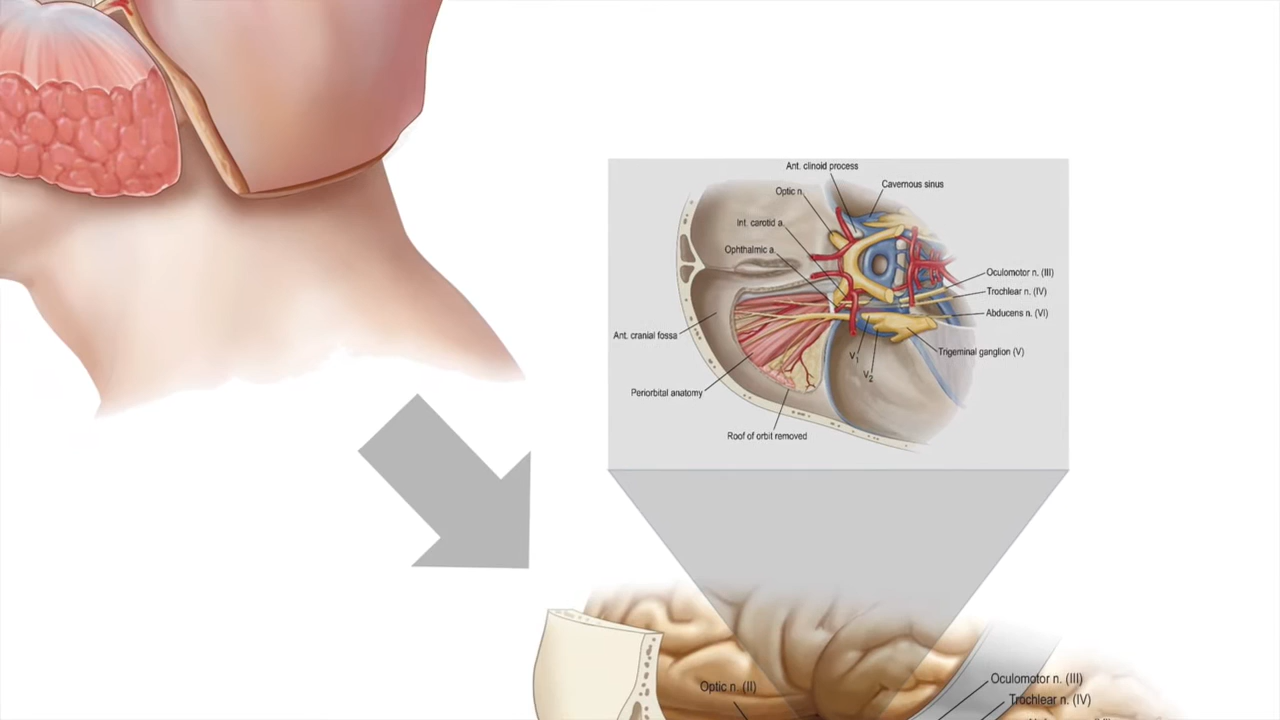 Ant. clinoid process
Cavernous sinus
Optic n.
Int. carotid a.
Ophthalmic a.
Oculomotor n. (III)
Trochlear n. (IV)
Abducens n. (VI)
Ant. cranial fossa
Trigeminal ganglion (V)
V1
V2
Periorbital anatomy
Roof of orbit removed
Oculomotor n. (III)
Optic n. (II)
Trochlear n. (IV)